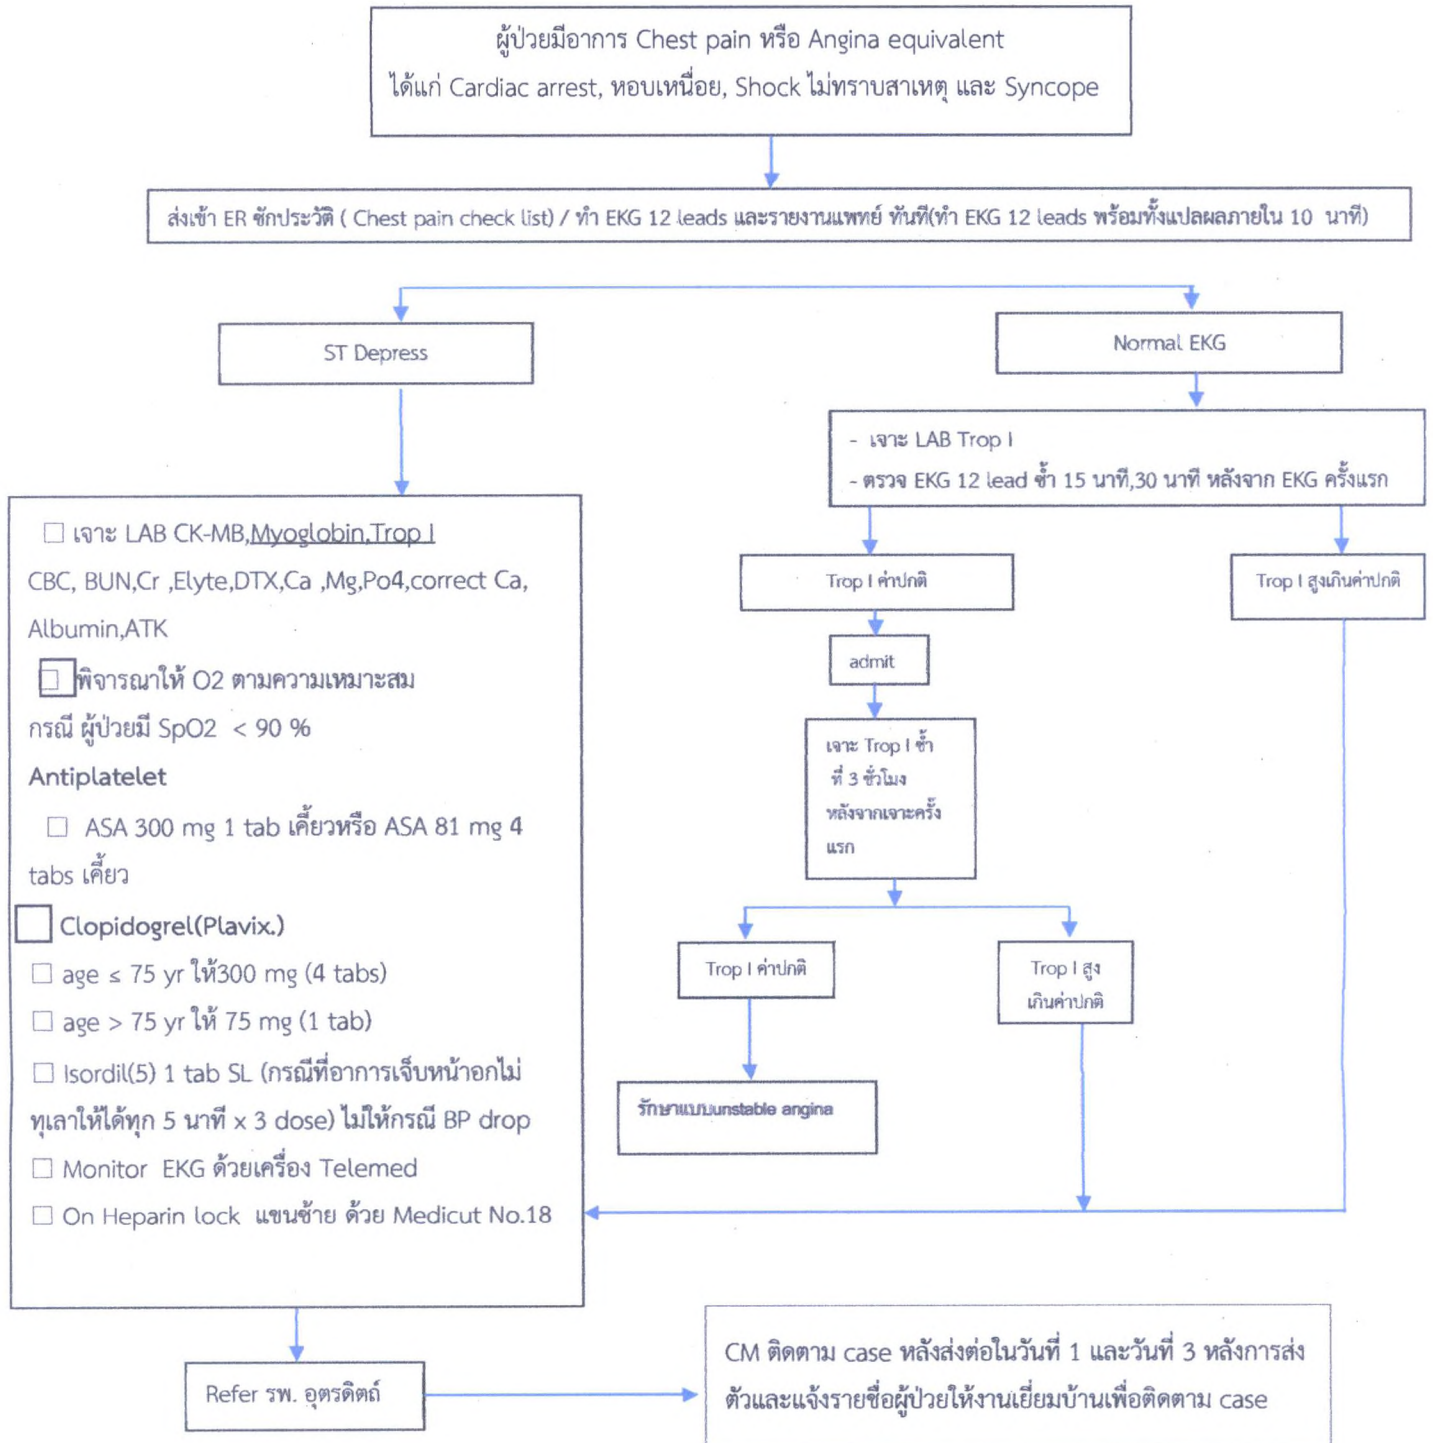 ผู้ป่วยมีอาการ Chest pain หรือ Angina equivalent
ได้แก่ Cardiac arrest, หอบเหนื่อย, Shock ไม่ทราบสาเหตุ และ Syncope
ส่งเข้า ER ซักประวัติ ( Chest pain check list) / ทำ EKG 12 leads และรายงานแพทย์ ทันที(ทำ EKG 12 leads พร้อมทั้งแปลผลภายใน 10 นาที)
ST Depress
☐ เจาะ LAB CK-MB,Myoglobin,Trop I
CBC, BUN,Cr ,Elyte,DTX,Ca ,Mg,Po4,correct Ca,
Albumin,ATK
☐ พิจารณาให้ O2 ตามความเหมาะสม
กรณี ผู้ป่วยมี SpO2 < 90 %
Antiplatelet
☐ ASA 300 mg 1 tab เคี้ยวหรือ ASA 81 mg 4
tabs เคี้ยว
☐ Clopidogrel(Plavix.)
☐ age ≤ 75 yr ให้300 mg (4 tabs)
☐ age > 75 yr ให้ 75 mg (1 tab)
☐ Isordil(5) 1 tab SL (กรณีที่อาการเจ็บหน้าอกไม่
ทุเลาให้ได้ทุก 5 นาที x 3 dose) ไม่ให้กรณี BP drop
☐ Monitor EKG ด้วยเครื่อง Telemed
☐ On Heparin lock แขนซ้าย ด้วย Medicut No.18
Normal EKG
- เจาะ LAB Trop I
- ตรวจ EKG 12 lead ซ้ำ 15 นาที,30 นาที หลังจาก EKG ครั้งแรก
Trop I ค่าปกติ
Trop I สูงเกินค่าปกติ
admit
เจาะ Trop I ซ้ำ
ที่ 3 ชั่วโมง
หลังจากเจาะครั้ง
แรก
Trop I ค่าปกติ
Trop I สูง
เกินค่าปกติ
รักษาแบบunstable angina
Refer รพ. อุตรดิตถ์
CM ติดตาม case หลังส่งต่อในวันที่ 1 และวันที่ 3 หลังการส่ง
ตัวและแจ้งรายชื่อผู้ป่วยให้งานเยี่ยมบ้านเพื่อติดตาม case